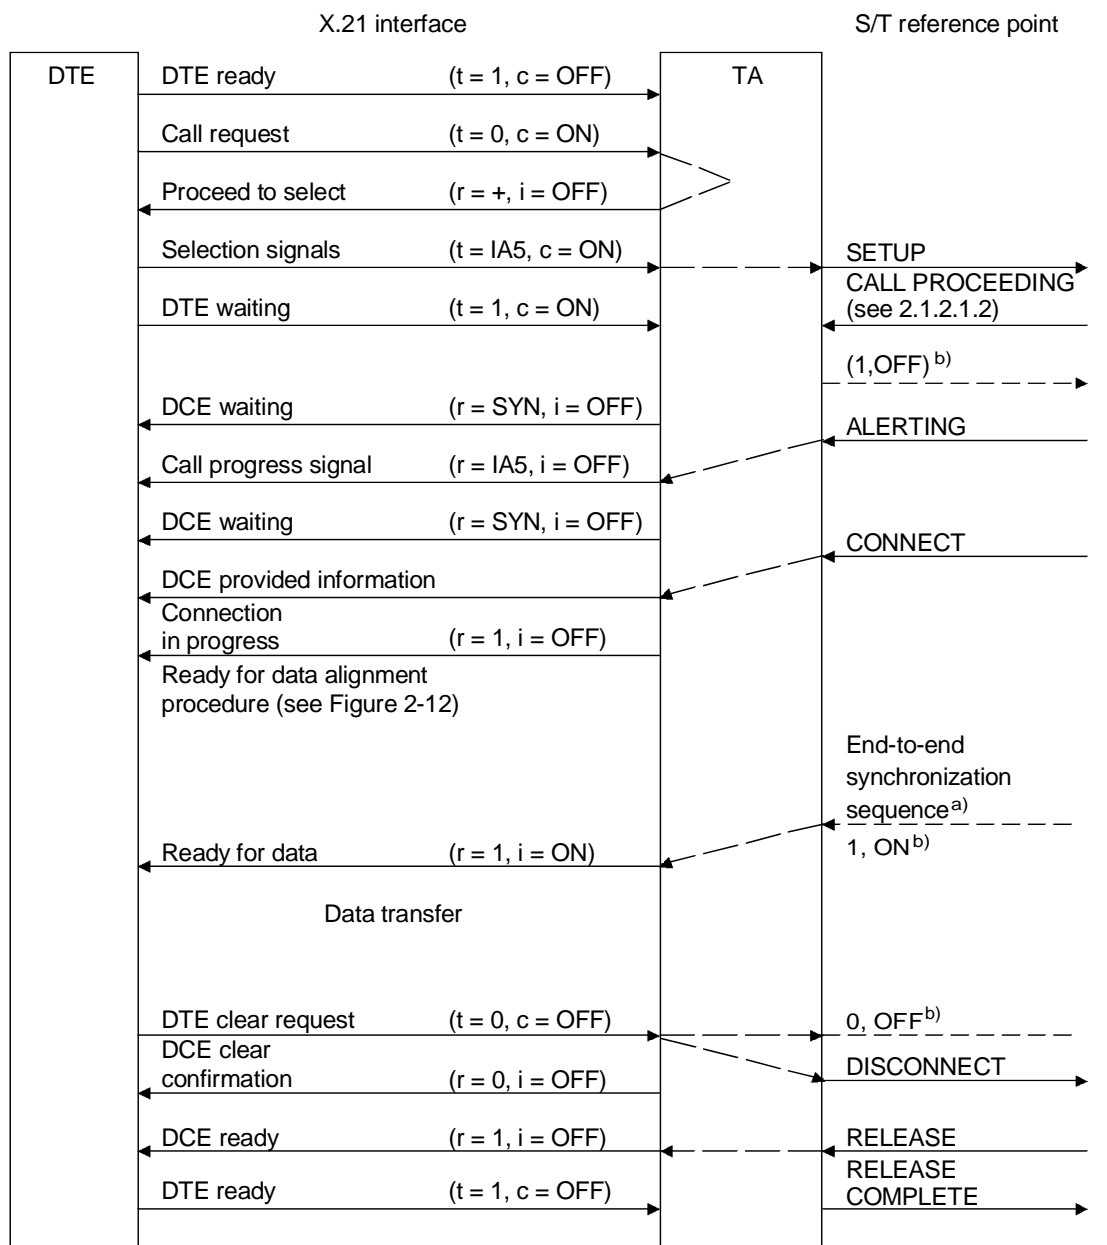 X.21 interface
S/T reference point
DTE
TA
DTE ready (t = 1, c = OFF)
Call request (t = 0, c = ON)
Proceed to select (r = +, i = OFF)
Selection signals (t = IA5, c = ON)
SETUP
CALL PROCEEDING
(see 2.1.2.1.2)
DTE waiting (t = 1, c = ON)
(1,OFF) b)
DCE waiting (r = SYN, i = OFF)
ALERTING
Call progress signal (r = IA5, i = OFF)
DCE waiting (r = SYN, i = OFF)
CONNECT
DCE provided information
Connection
in progress (r = 1, i = OFF)
Ready for data alignment
procedure (see Figure 2-12)
End-to-end
synchronization
sequence a)
1, ON b)
Ready for data (r = 1, i = ON)
Data transfer
DTE clear request (t = 0, c = OFF)
0, OFF b)
DCE clear
confirmation (r = 0, i = OFF)
DISCONNECT
DCE ready (r = 1, i = OFF)
RELEASE
DTE ready (t = 1, c = OFF)
RELEASE
COMPLETE